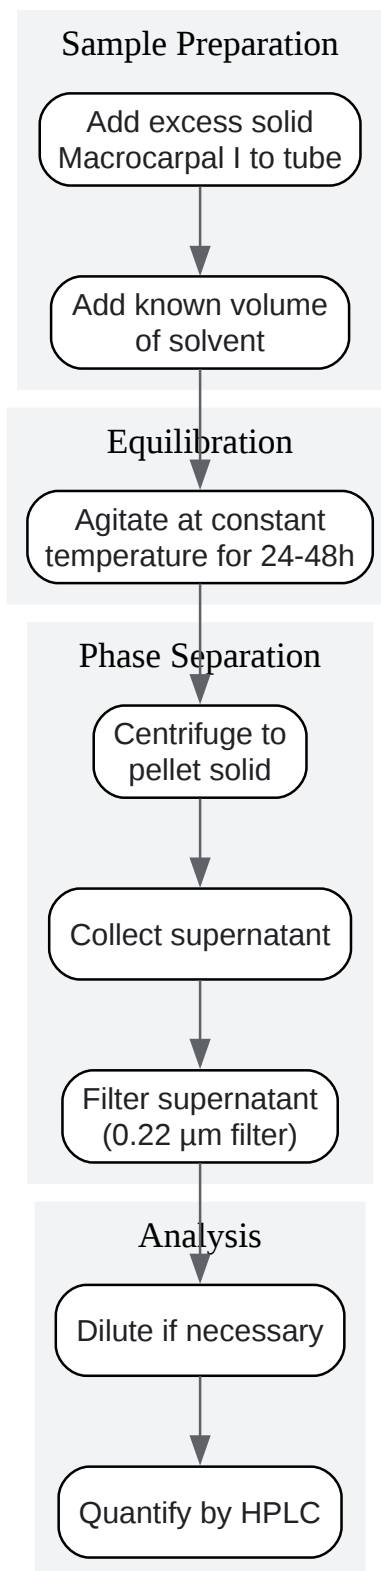 Sample Preparation
Add excess solid
Macrocarpal I to tube
Add known volume
of solvent
Equilibration
Agitate at constant
temperature for 24-48h
Phase Separation
Centrifuge to
pellet solid
Collect supernatant
Filter supernatant
(0.22 µm filter)
Analysis
Dilute if necessary
Quantify by HPLC